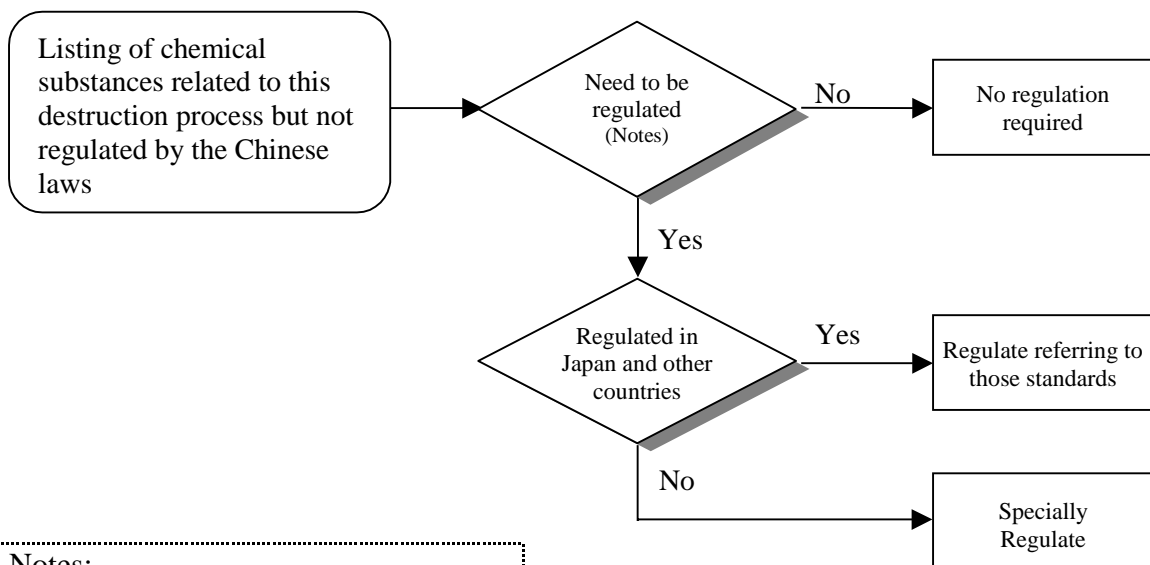 Listing of chemical
substances related to this
destruction process but not
regulated by the Chinese
laws
Need to be
regulated
(Notes)
No
No regulation
required
Yes
Regulated in
Japan and other
countries
Yes
Regulate referring to
those standards
No
Specially
Regulate
Notes: